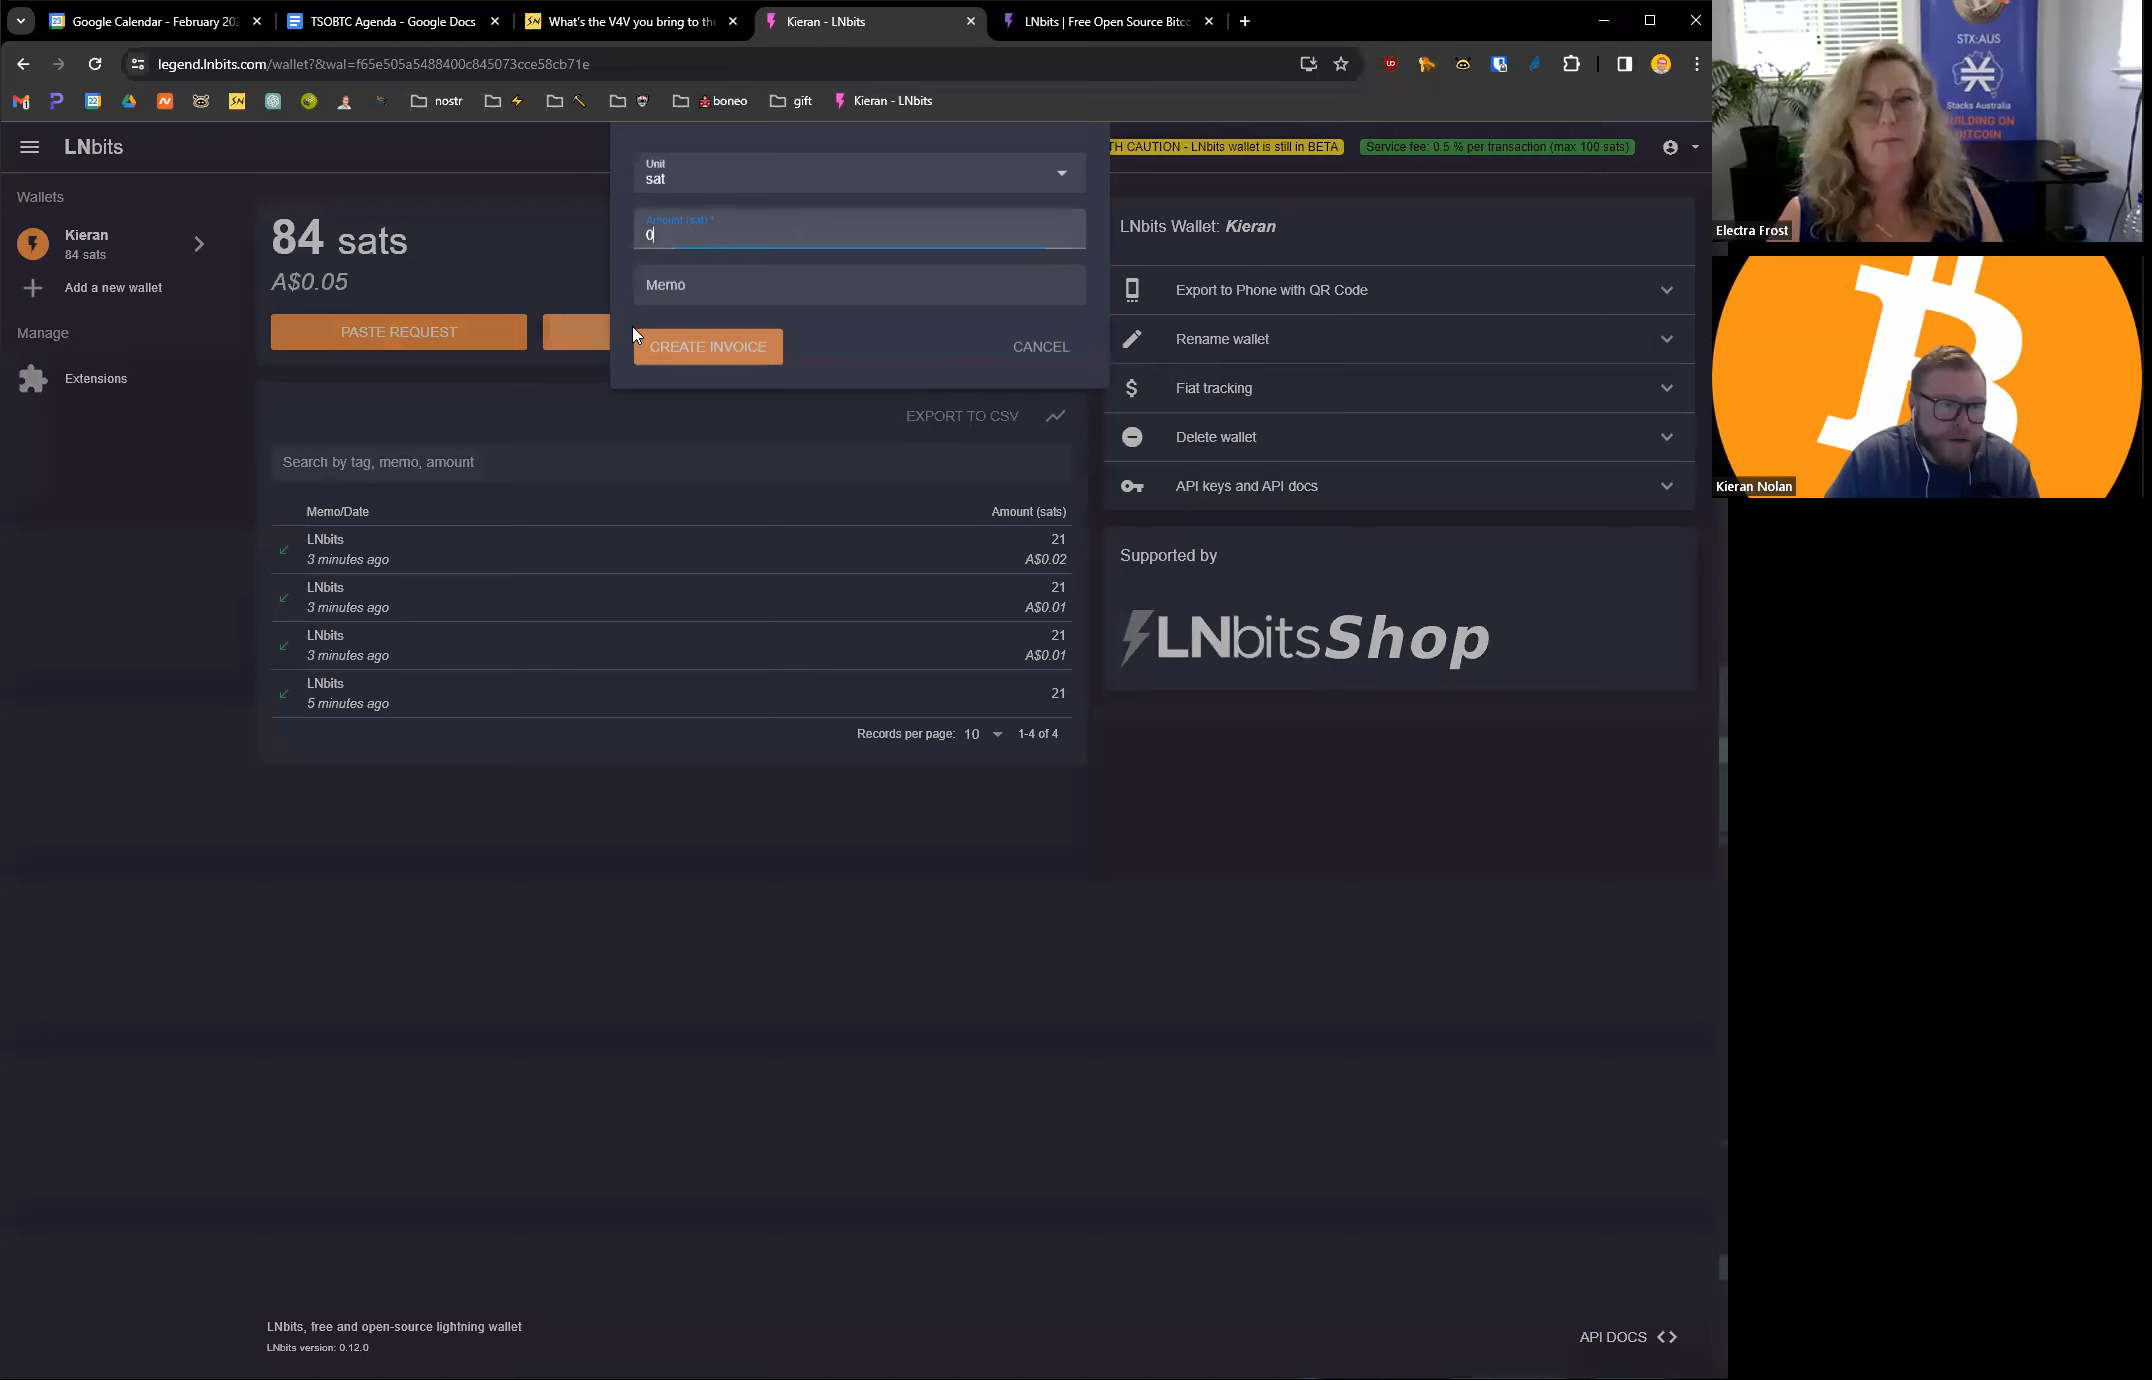 Google Calendar - February 202
TSOBTC Agenda - Google Docs
What's the V4V you bring to the
Kieran - LNbits
LNbits | Free Open Source Bitco
legend.lnbits.com/wallet?&wal=f65e505a5488400c845073cce58cb71e
nostr
boneo
gift
Kieran - LNbits
LNbits
TH CAUTION - LNbits wallet is still in BETA
Service fee: 0.5 % per transaction (max 100 sats)
Wallets
Kieran
84 sats
Add a new wallet
Manage
Extensions
84 sats
A$0.05
PASTE REQUEST
Unit
sat
Amount (sat) *
0
Memo
CREATE INVOICE
CANCEL
EXPORT TO CSV
Search by tag, memo, amount
Memo/Date
Amount (sats)
LNbits
21
3 minutes ago
A$0.02
LNbits
21
3 minutes ago
A$0.01
LNbits
21
3 minutes ago
A$0.01
LNbits
5 minutes ago
21
Records per page: 10
1-4 of 4
LNbits Wallet: Kieran
Export to Phone with QR Code
Rename wallet
Fiat tracking
Delete wallet
API keys and API docs
Supported by
LNbitsShop
LNbits, free and open-source lightning wallet
LNbits version: 0.12.0
API DOCS
STX:AUS
Stacks Australia
BUILDING ON
BITCOIN
Electra Frost
Kieran Nolan